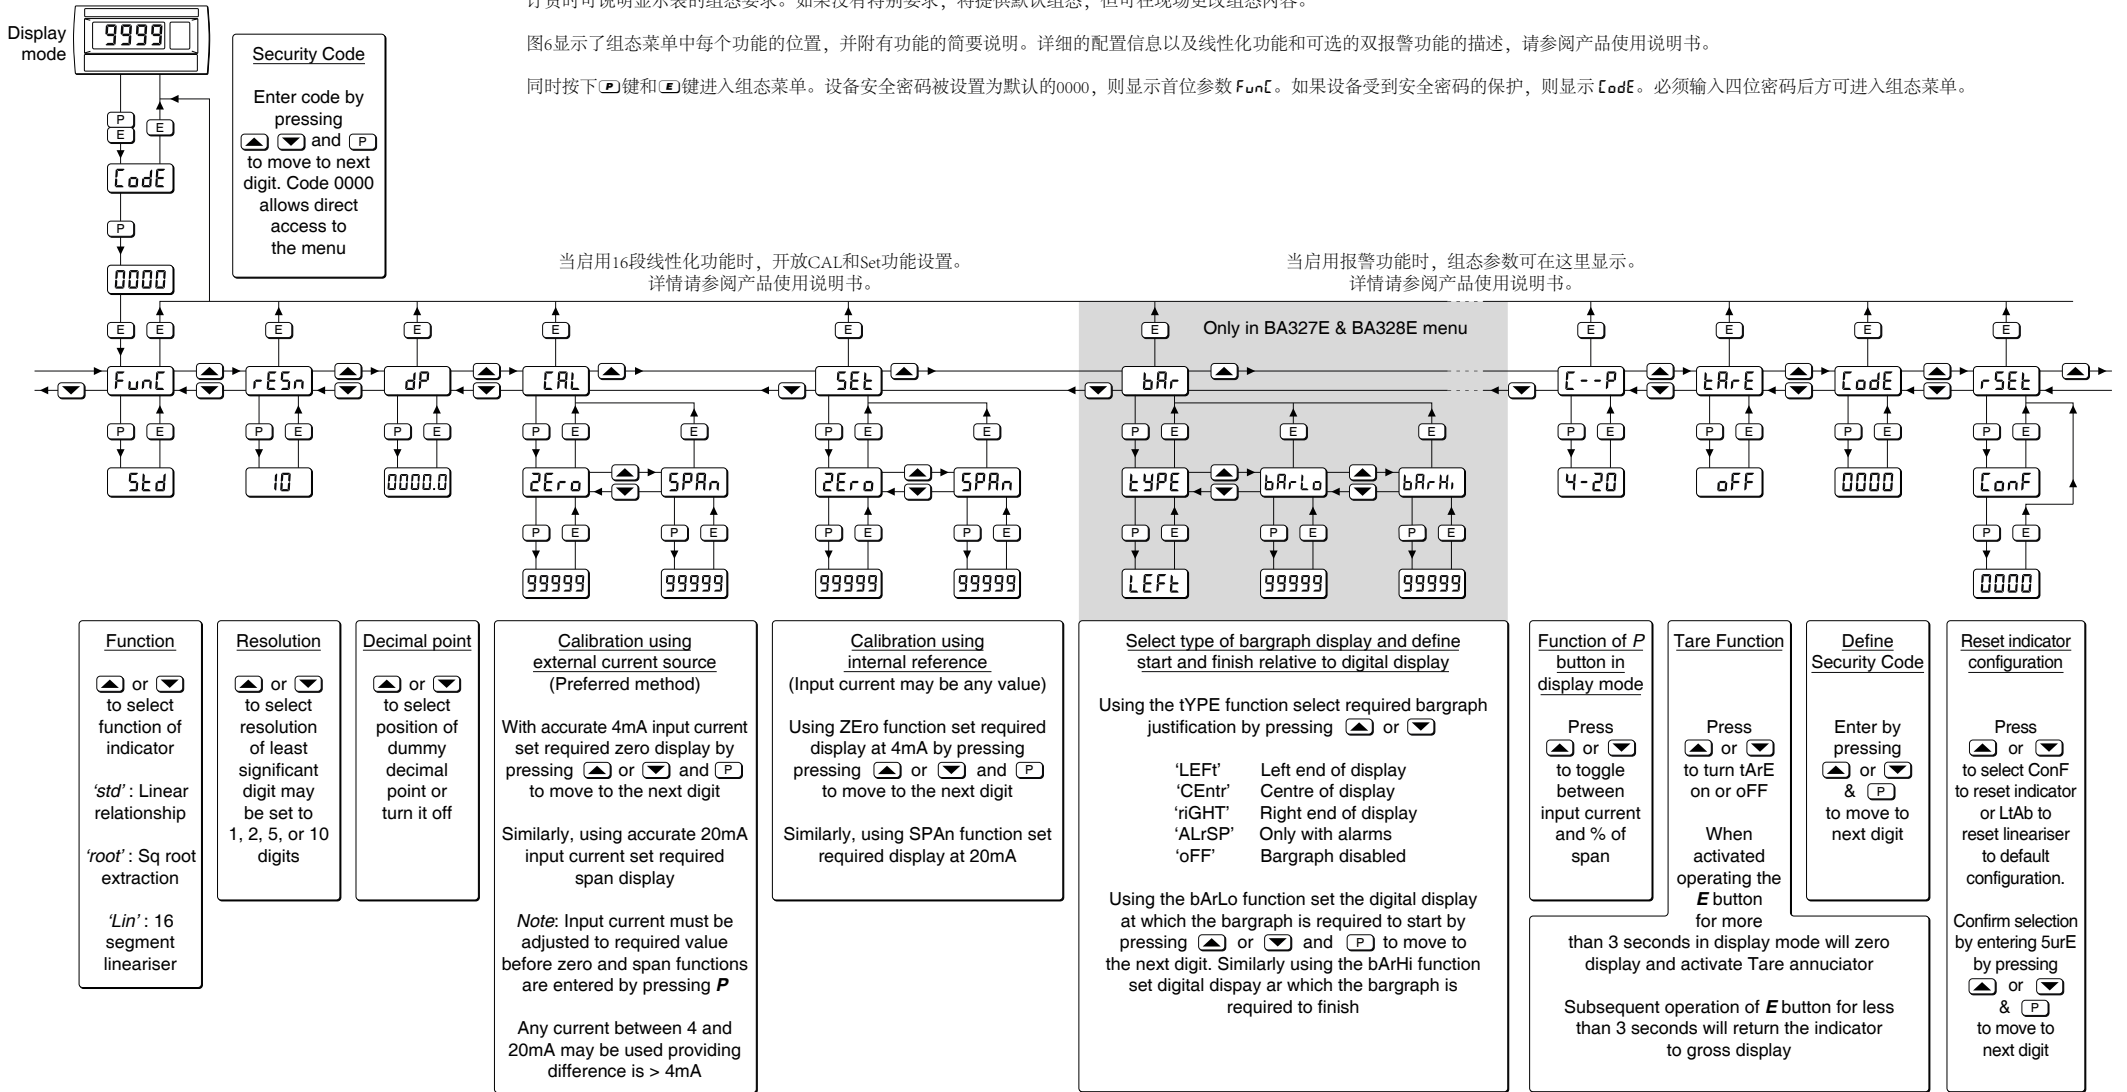 订货时可说明显示表的组态要求。如果没有特别要求，将提供默认组态，但可在现场更改组态内容。
图6显示了组态菜单中每个功能的位置，并附有功能的简要说明。详细的配置信息以及线性化功能和可选的双报警功能的描述，请参阅产品使用说明书。
同时按下P键和E键进入组态菜单。设备安全密码被设置为默认的0000，则显示首位参数 FunC。如果设备受到安全密码的保护，则显示 CodE。必须输入四位密码后方可进入组态菜单。
Display
mode
9999
P
E
E
CodE
P
0000
Security Code
Enter code by
pressing
▲ ▼ and P
to move to next
digit. Code 0000
allows direct
access to
the menu
当启用16段线性化功能时，开放CAL和Set功能设置。
详情请参阅产品使用说明书。
当启用报警功能时，组态参数可在这里显示。
详情请参阅产品使用说明书。
E E E E E E E Only in BA327E & BA328E menu E E E E
FunC rESn dP CAL SEt bAr C--P tArE CodE rSEt
P E P E P E P E E P E E P E E E P E P E P E P E
Std 10 0000.0 ZEro SPAn ZEro SPAn tYPE bArLo bArHi 4-20 oFF 0000 ConF
P E P E P E P E P E P E P E P E
99999 99999 99999 99999 LEFt 99999 99999 0000
Function
▲ or ▼
to select
function of
indicator
‘std’ : Linear
relationship
‘root’ : Sq root
extraction
‘Lin’ : 16
segment
lineariser
Resolution
▲ or ▼
to select
resolution
of least
significant
digit may
be set to
1, 2, 5, or 10
digits
Decimal point
▲ or ▼
to select
position of
dummy
decimal
point or
turn it off
Calibration using
external current source
(Preferred method)
With accurate 4mA input current
set required zero display by
pressing ▲ or ▼ and P
to move to the next digit
Similarly, using accurate 20mA
input current set required
span display
Note: Input current must be
adjusted to required value
before zero and span functions
are entered by pressing P
Any current between 4 and
20mA may be used providing
difference is > 4mA
Calibration using
internal reference
(Input current may be any value)
Using ZEro function set required
display at 4mA by pressing
pressing ▲ or ▼ and P
to move to the next digit
Similarly, using SPAn function set
required display at 20mA
Select type of bargraph display and define
start and finish relative to digital display
Using the tYPE function select required bargraph
justification by pressing ▲ or ▼
‘LEFt’ Left end of display
‘CEntr’ Centre of display
‘riGHT’ Right end of display
‘ALrSP’ Only with alarms
‘oFF’ Bargraph disabled
Using the bArLo function set the digital display
at which the bargraph is required to start by
pressing ▲ or ▼ and P to move to
the next digit. Similarly using the bArHi function
set digital dispay ar which the bargraph is
required to finish
Function of P
button in
display mode
Press
▲ or ▼
to toggle
between
input current
and % of
span
Tare Function
Press
▲ or ▼
to turn tArE
on or oFF
When
activated
operating the
E button
for more
than 3 seconds in display mode will zero
display and activate Tare annuciator
Subsequent operation of E button for less
than 3 seconds will return the indicator
to gross display
Define
Security Code
Enter by
pressing
▲ or ▼
& P
to move to
next digit
Reset indicator
configuration
Press
▲ or ▼
to select ConF
to reset indicator
or LtAb to
reset lineariser
to default
configuration.
Confirm selection
by entering 5urE
by pressing
▲ or ▼
& P
to move to
next digit